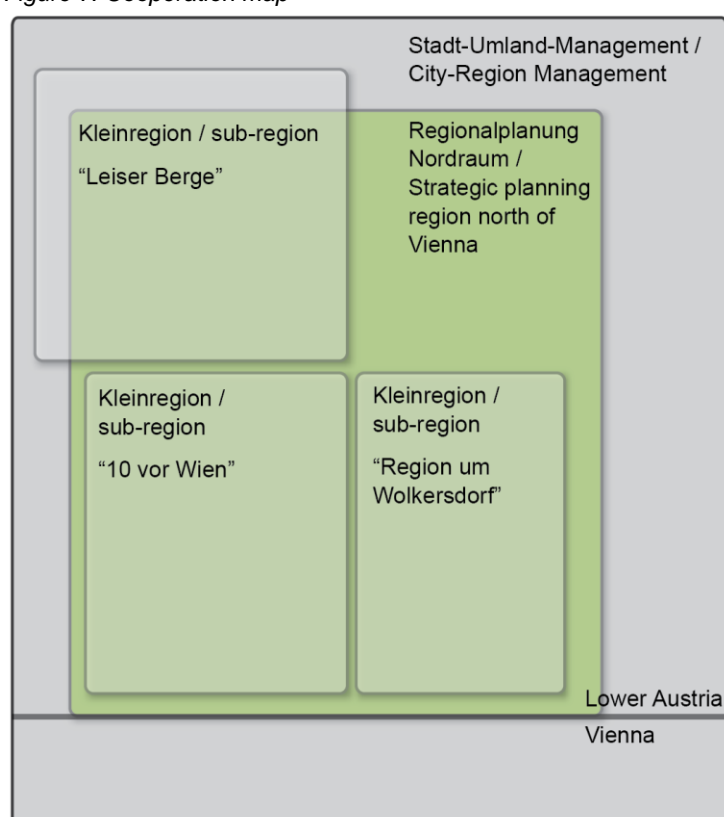 Figure 7: Cooperation map
Stadt-Umland-Management /
City-Region Management
Kleinregion / sub-region
“Leiser Berge”
Regionalplanung
Nordraum /
Strategic planning
region north of
Vienna
Kleinregion /
sub-region
“10 vor Wien”
Kleinregion /
sub-region
“Region um
Wolkersdorf”
Lower Austria
Vienna